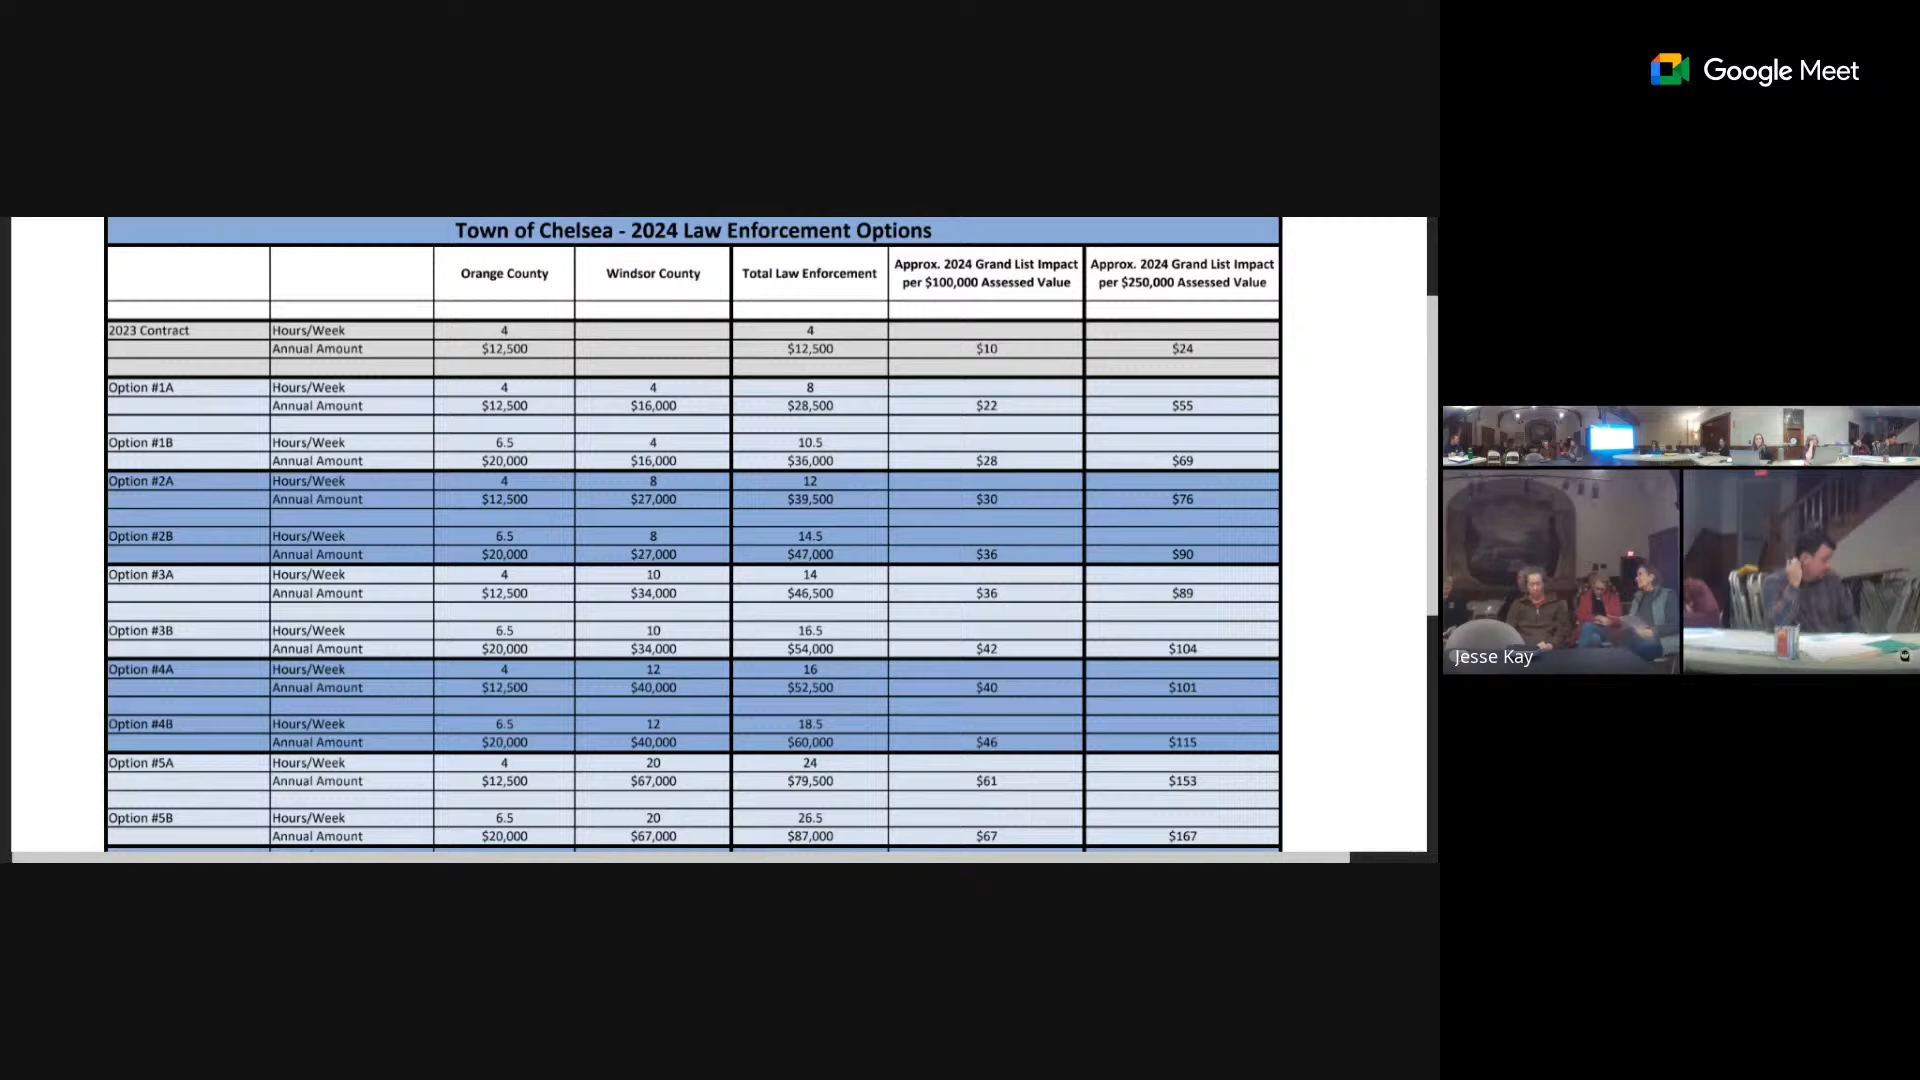 Google Meet
Town of Chelsea - 2024 Law Enforcement Options
Orange County Windsor County Total Law Enforcement Approx. 2024 Grand List Impact per $100,000 Assessed Value Approx. 2024 Grand List Impact per $250,000 Assessed Value
2023 Contract Hours/Week 4 4
Annual Amount $12,500 $12,500 $10 $24
Option #1A Hours/Week 4 4 8
Annual Amount $12,500 $16,000 $28,500 $22 $55
Option #1B Hours/Week 6.5 4 10.5
Annual Amount $20,000 $16,000 $36,000 $28 $69
Option #2A Hours/Week 4 8 12
Annual Amount $12,500 $27,000 $39,500 $30 $76
Option #2B Hours/Week 6.5 8 14.5
Annual Amount $20,000 $27,000 $47,000 $36 $90
Option #3A Hours/Week 4 10 14
Annual Amount $12,500 $34,000 $46,500 $36 $89
Option #3B Hours/Week 6.5 10 16.5
Annual Amount $20,000 $34,000 $54,000 $42 $104
Option #4A Hours/Week 4 12 16
Annual Amount $12,500 $40,000 $52,500 $40 $101
Option #4B Hours/Week 6.5 12 18.5
Annual Amount $20,000 $40,000 $60,000 $46 $115
Option #5A Hours/Week 4 20 24
Annual Amount $12,500 $67,000 $79,500 $61 $153
Option #5B Hours/Week 6.5 20 26.5
Annual Amount $20,000 $67,000 $87,000 $67 $167
Jesse Kay